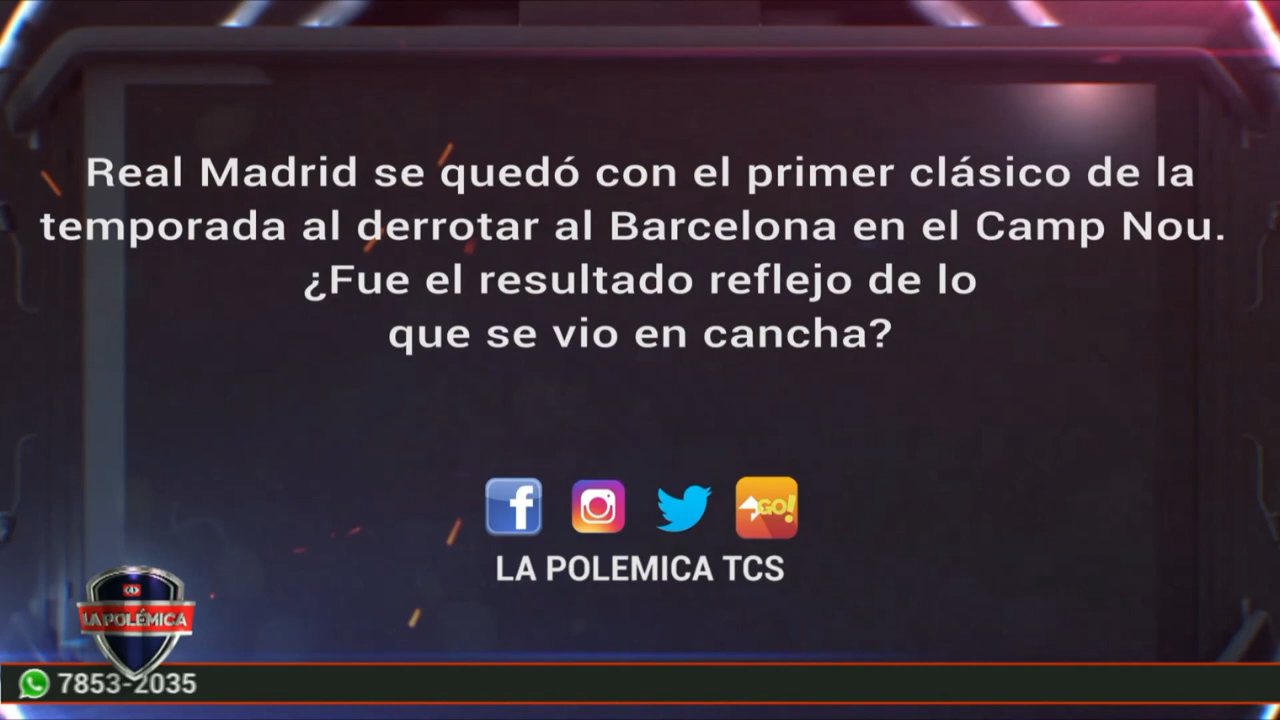 Real Madrid se quedó con el primer clásico de la
temporada al derrotar al Barcelona en el Camp Nou.
¿Fue el resultado reflejo de lo
que se vio en cancha?
GO!
LA POLEMICA TCS
LA POLÉMICA
7853-2035